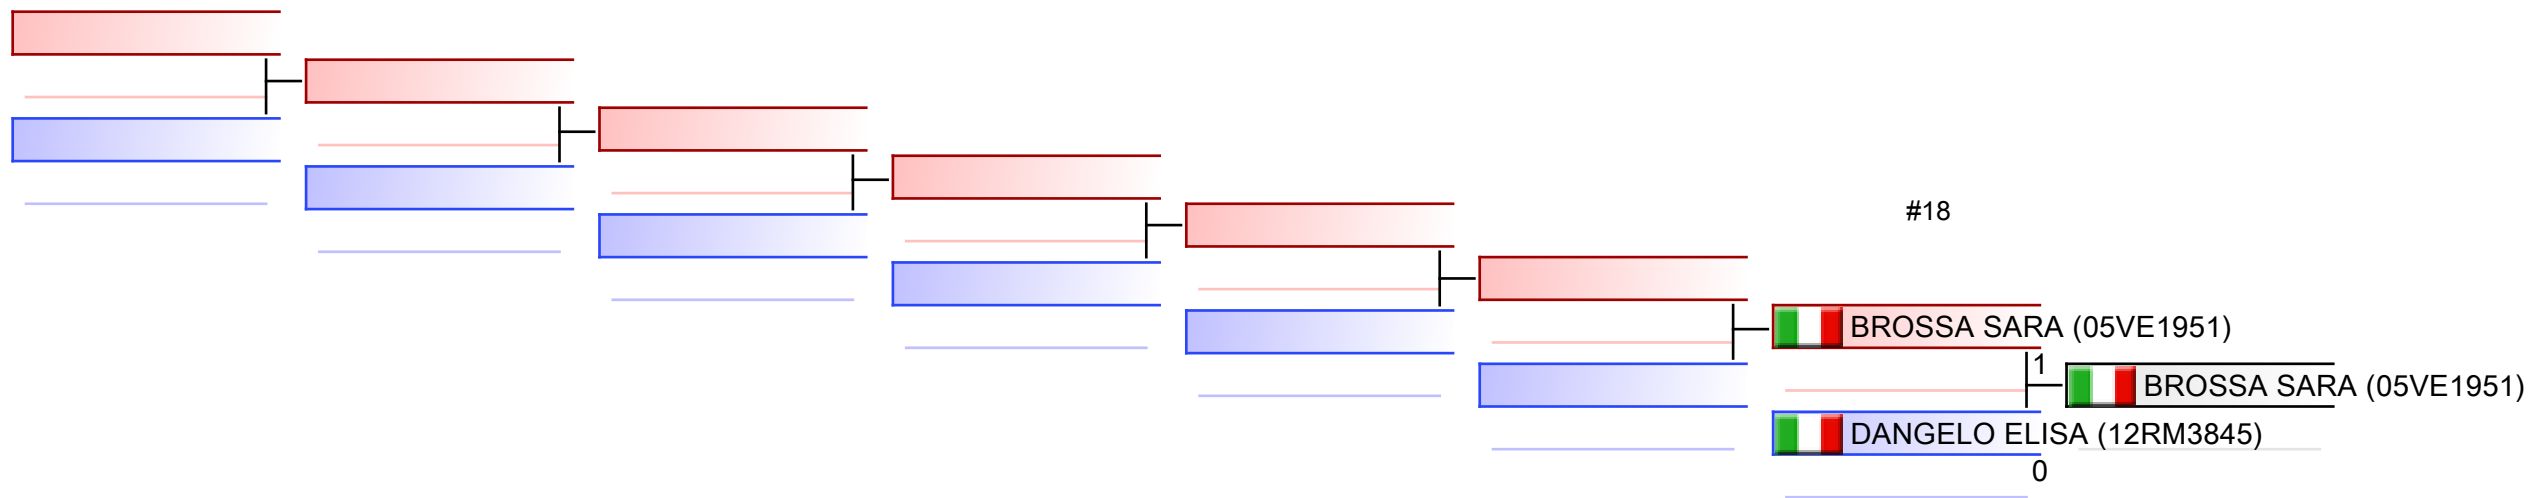 #18
BROSSA SARA (05VE1951)
1
BROSSA SARA (05VE1951)
DANGELO ELISA (12RM3845)
0